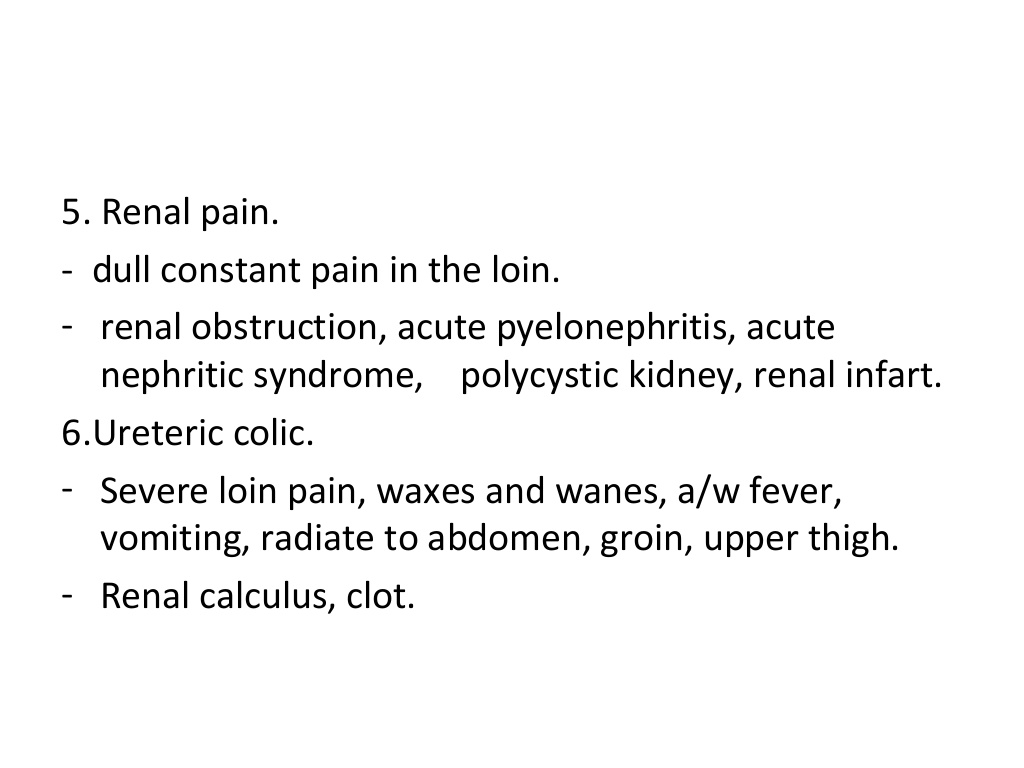 5. Renal pain.
- dull constant pain in the loin.
- renal obstruction, acute pyelonephritis, acute
nephritic syndrome, polycystic kidney, renal infart.
6.Ureteric colic.
- Severe loin pain, waxes and wanes, a/w fever,
vomiting, radiate to abdomen, groin, upper thigh.
- Renal calculus, clot.